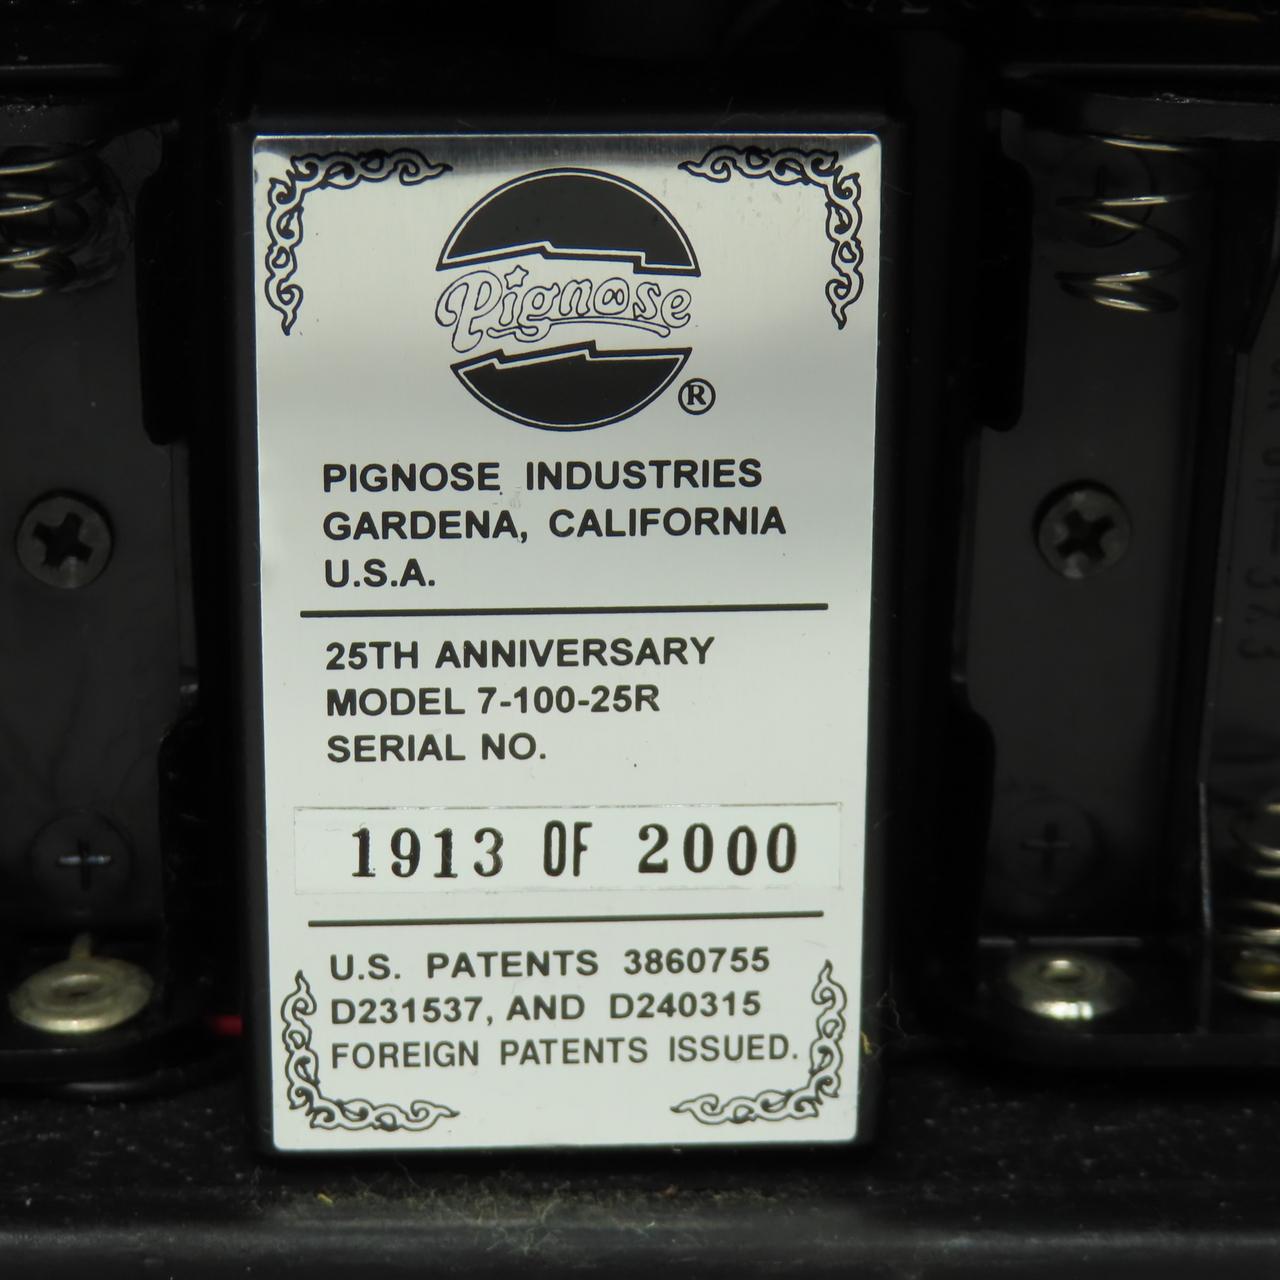 Pignose
®
PIGNOSE INDUSTRIES
GARDENA, CALIFORNIA
U.S.A.
25TH ANNIVERSARY
MODEL 7-100-25R
SERIAL NO.
1913 OF 2000
U.S. PATENTS 3860755
D231537, AND D240315
FOREIGN PATENTS ISSUED.